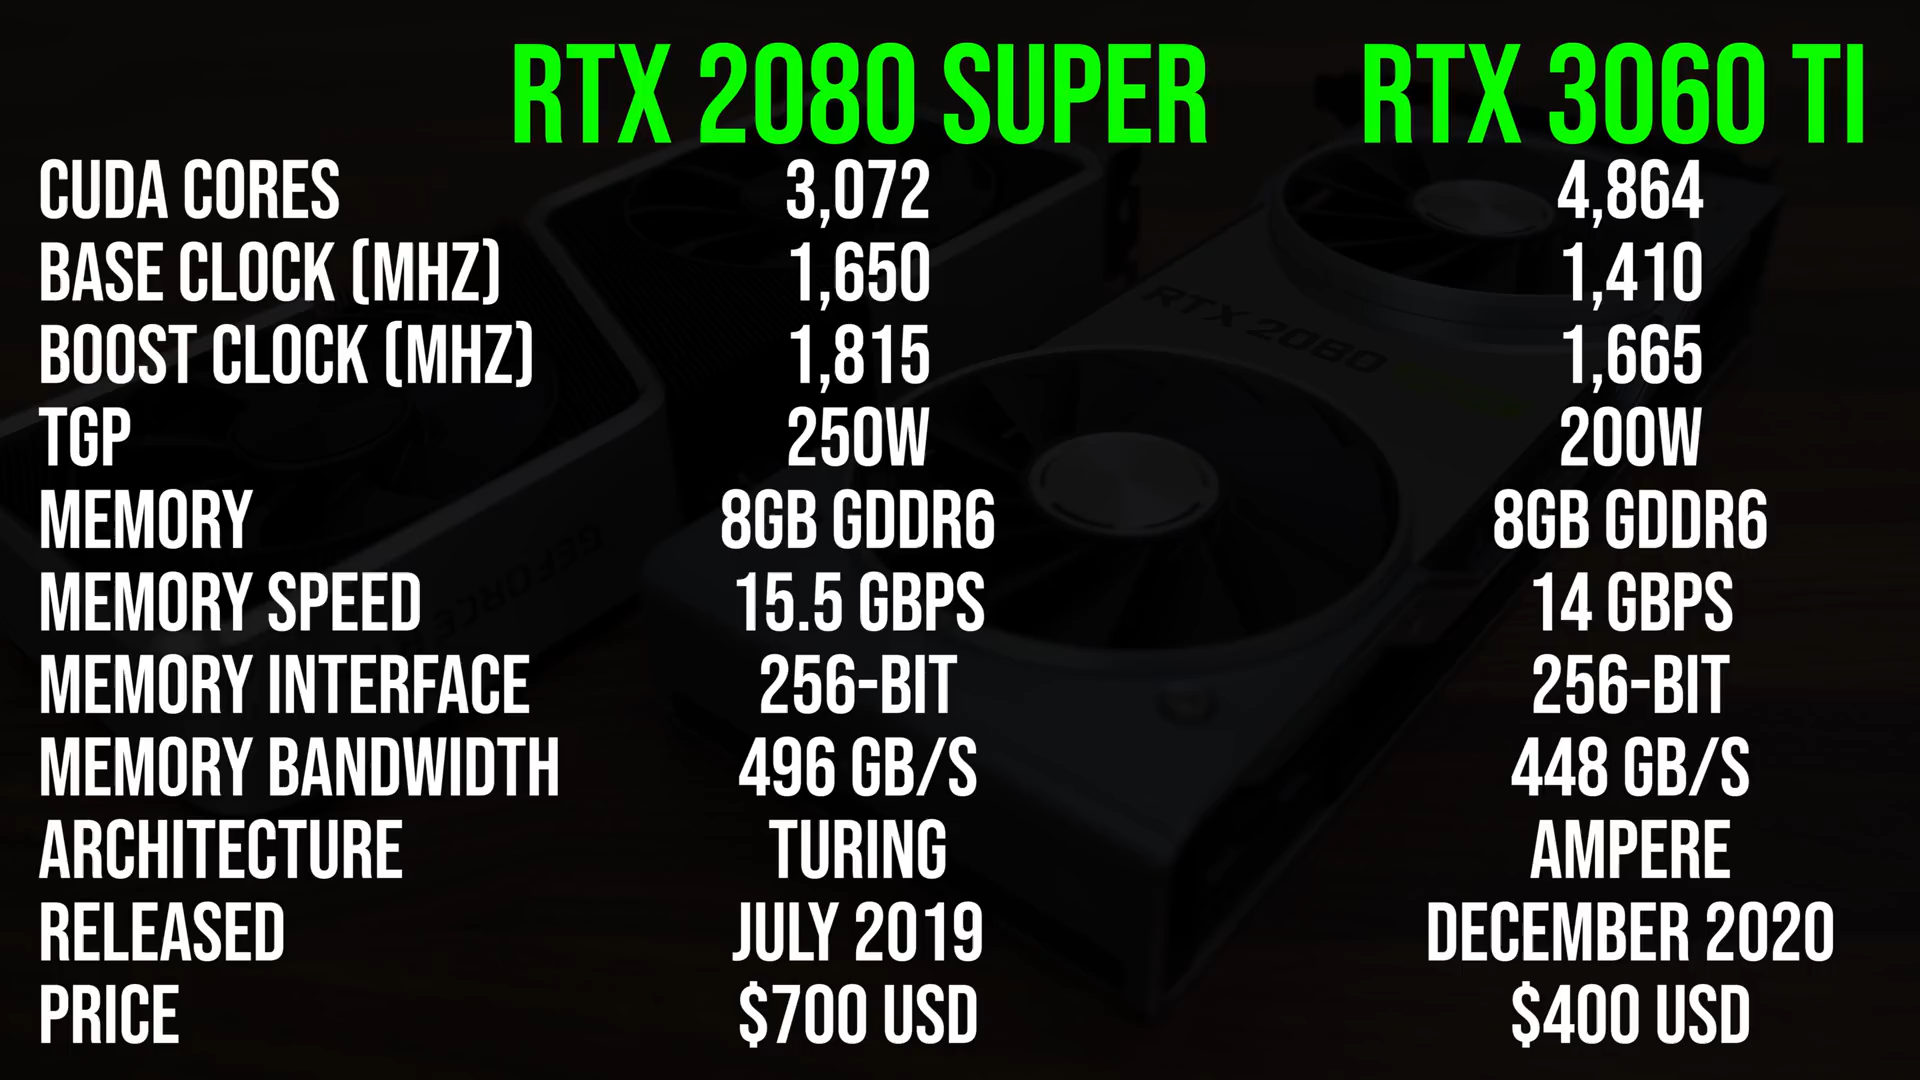 RTX 2080 SUPER RTX 3060 TI
CUDA CORES 3,072 4,864
BASE CLOCK (MHZ) 1,650 1,410
BOOST CLOCK (MHZ) 1,815 1,665
TGP 250W 200W
MEMORY 8GB GDDR6 8GB GDDR6
MEMORY SPEED 15.5 GBPS 14 GBPS
MEMORY INTERFACE 256-BIT 256-BIT
MEMORY BANDWIDTH 496 GB/S 448 GB/S
ARCHITECTURE TURING AMPERE
RELEASED JULY 2019 DECEMBER 2020
PRICE $700 USD $400 USD
RTX 2080
GEFORCE